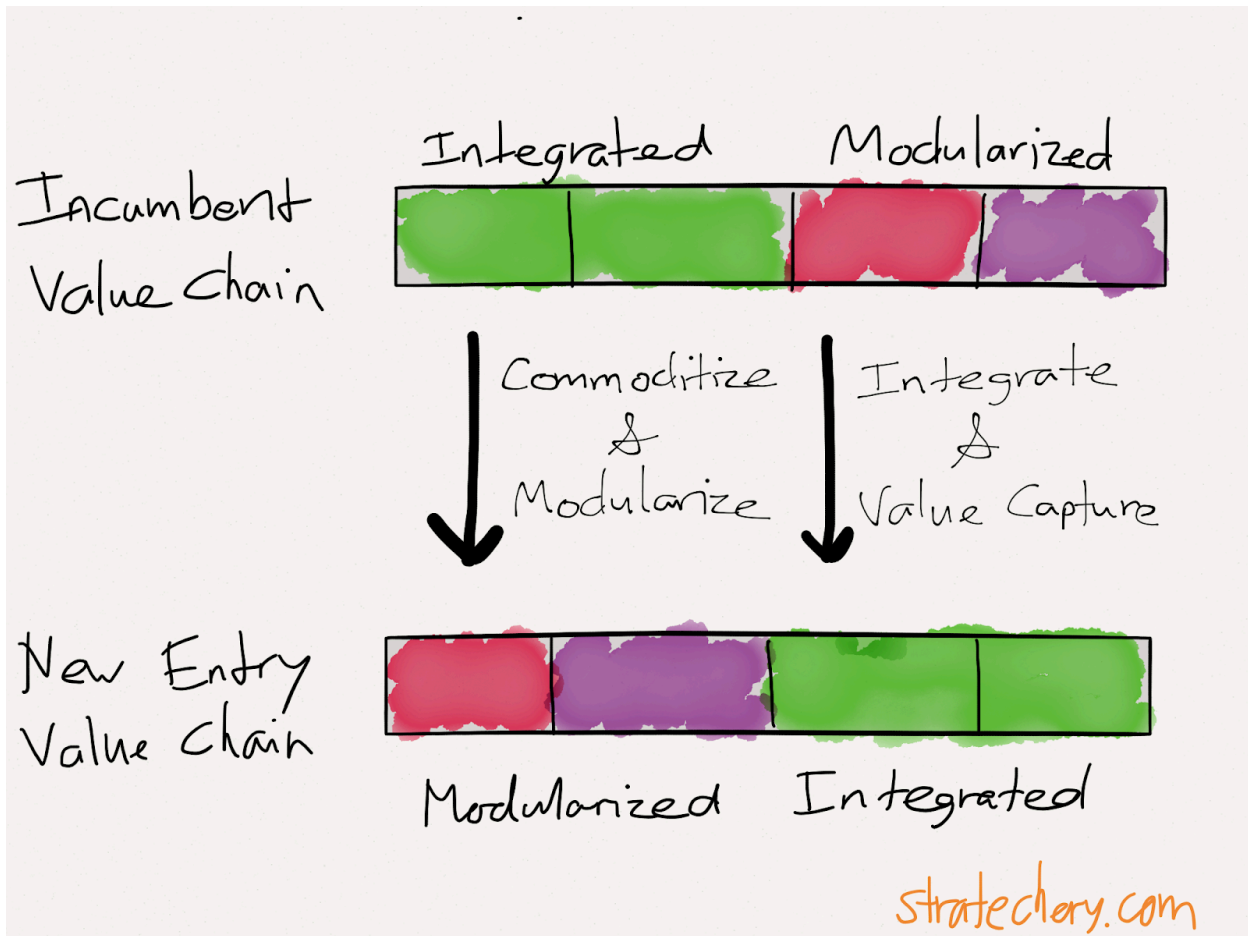 Integrated Modularized
Incumbent
Value Chain
Commoditize
&
Modularize
Integrate
&
Value Capture
New Entry
Value Chain
Modularized Integrated
stratechery.com